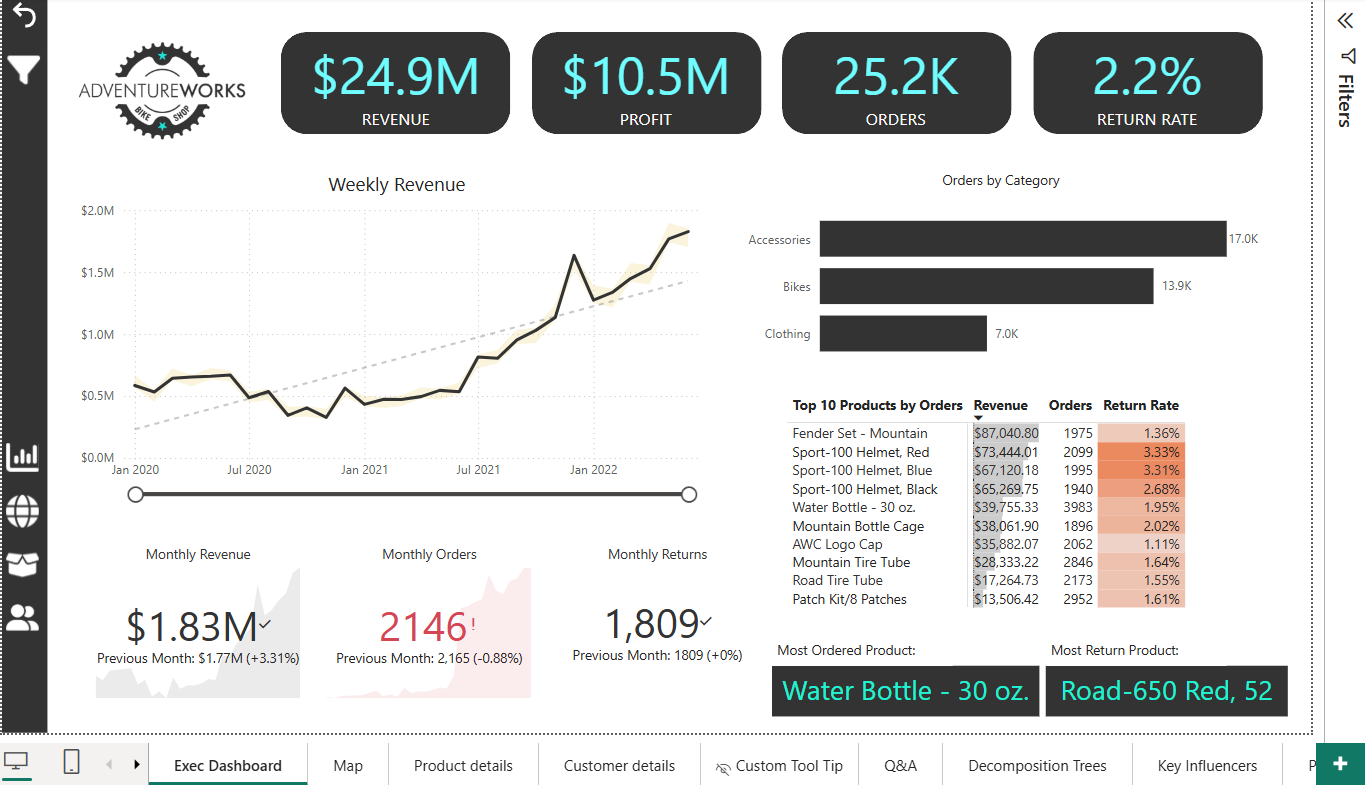 ADVENTUREWORKS
BIKE SHOP
$24.9M
REVENUE
$10.5M
PROFIT
25.2K
ORDERS
2.2%
RETURN RATE
Filters
Weekly Revenue
$2.0M
$1.5M
$1.0M
$0.5M
$0.0M
Jan 2020 Jul 2020 Jan 2021 Jul 2021 Jan 2022
Orders by Category
Accessories 17.0K
Bikes 13.9K
Clothing 7.0K
Top 10 Products by Orders Revenue Orders Return Rate
Fender Set - Mountain $87,040.80 1975 1.36%
Sport-100 Helmet, Red $73,444.01 2099 3.33%
Sport-100 Helmet, Blue $67,120.18 1995 3.31%
Sport-100 Helmet, Black $65,269.75 1940 2.68%
Water Bottle - 30 oz. $39,755.33 3983 1.95%
Mountain Bottle Cage $38,061.90 1896 2.02%
AWC Logo Cap $35,882.07 2062 1.11%
Mountain Tire Tube $28,333.22 2846 1.64%
Road Tire Tube $17,264.73 2173 1.55%
Patch Kit/8 Patches $13,506.42 2952 1.61%
Monthly Revenue
$1.83M
Previous Month: $1.77M (+3.31%)
Monthly Orders
2146!
Previous Month: 2,165 (-0.88%)
Monthly Returns
1,809
Previous Month: 1809 (+0%)
Most Ordered Product:
Water Bottle - 30 oz.
Most Return Product:
Road-650 Red, 52
Exec Dashboard Map Product details Customer details Custom Tool Tip Q&A Decomposition Trees Key Influencers P